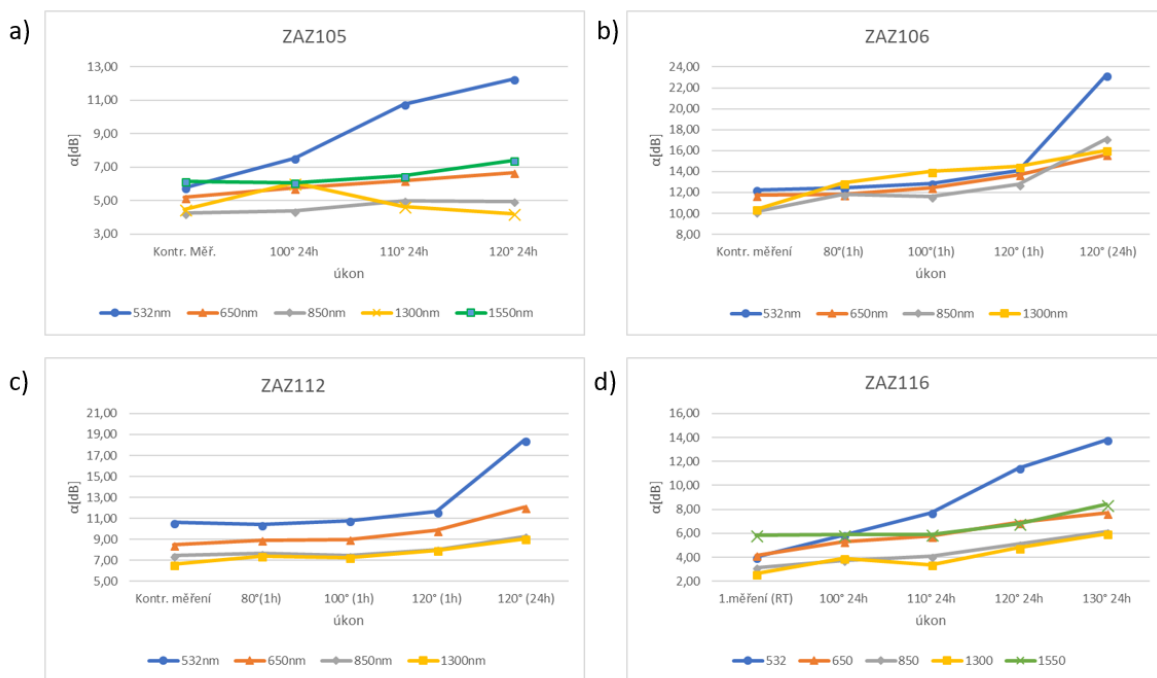 a)
ZAZ105
13,00
11,00
9,00
7,00
5,00
3,00
α[dB]
Kontr. Měř. 100° 24h 110° 24h 120° 24h
úkon
532nm 650nm 850nm 1300nm 1550nm
b)
ZAZ106
24,00
22,00
20,00
18,00
16,00
14,00
12,00
10,00
8,00
α[dB]
Kontr. měření 80°(1h) 100°(1h) 120° (1h) 120° (24h)
úkon
532nm 650nm 850nm 1300nm
c)
ZAZ112
21,00
19,00
17,00
15,00
13,00
11,00
9,00
7,00
5,00
α[dB]
Kontr. měření 80°(1h) 100° (1h) 120° (1h) 120° (24h)
úkon
532nm 650nm 850nm 1300nm
d)
ZAZ116
16,00
14,00
12,00
10,00
8,00
6,00
4,00
2,00
α[dB]
1.měření (RT) 100° 24h 110° 24h 120° 24h 130° 24h
úkon
532 650 850 1300 1550